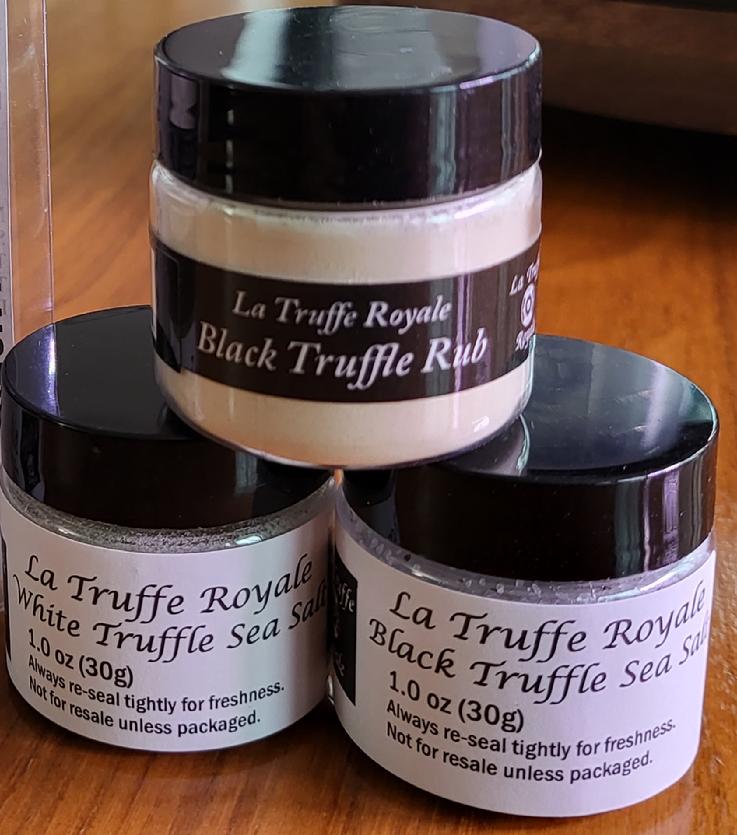 La Truffe Royale
Black Truffle Rub
La Truffe Royale
White Truffle Sea Salt
1.0 oz (30g)
Always re-seal tightly for freshness.
Not for resale unless packaged.
La Truffe Royale
Black Truffle Sea Salt
1.0 oz (30g)
Always re-seal tightly for freshness.
Not for resale unless packaged.